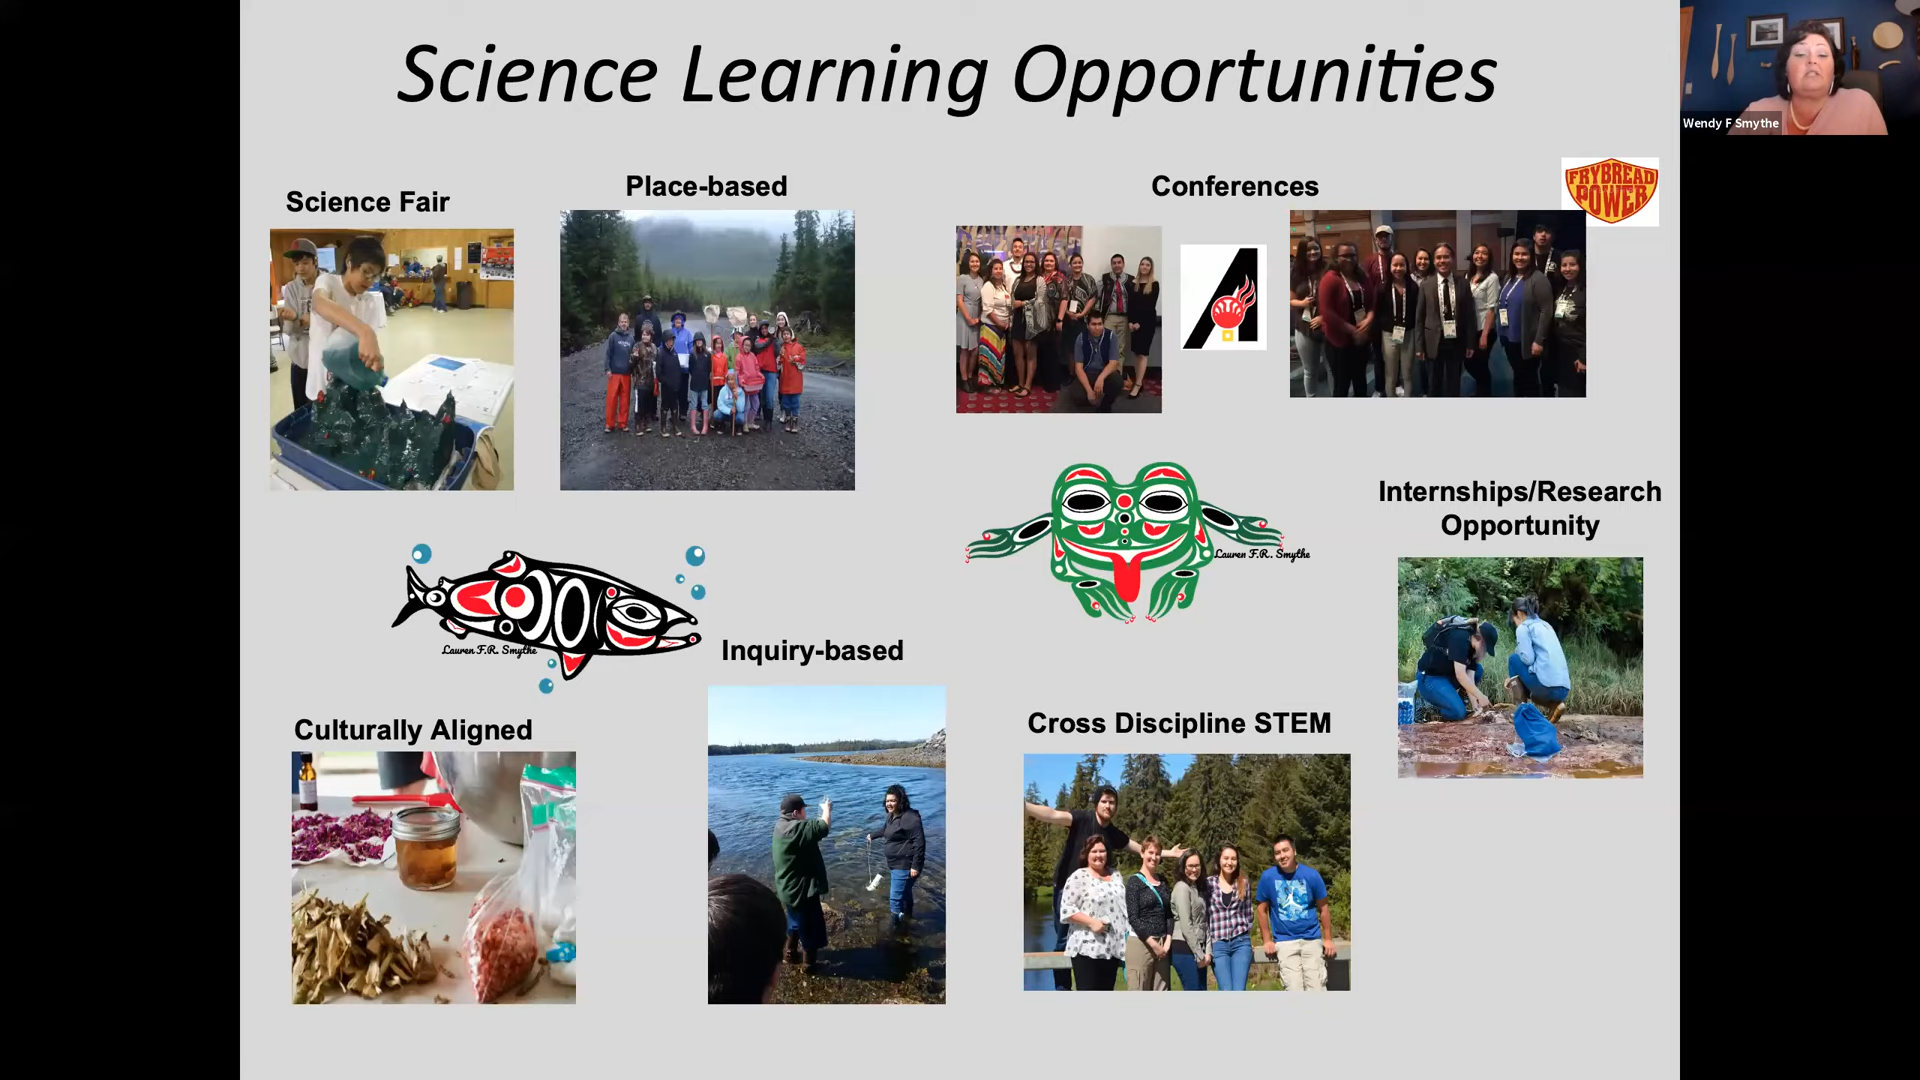 Science Learning Opportunities
Wendy F Smythe
Science Fair
Place-based
Conferences
FRYBREAD
POWER
Internships/Research
Opportunity
Lauren F.R. Smythe
Lauren F.R. Smythe
Inquiry-based
Culturally Aligned
Cross Discipline STEM